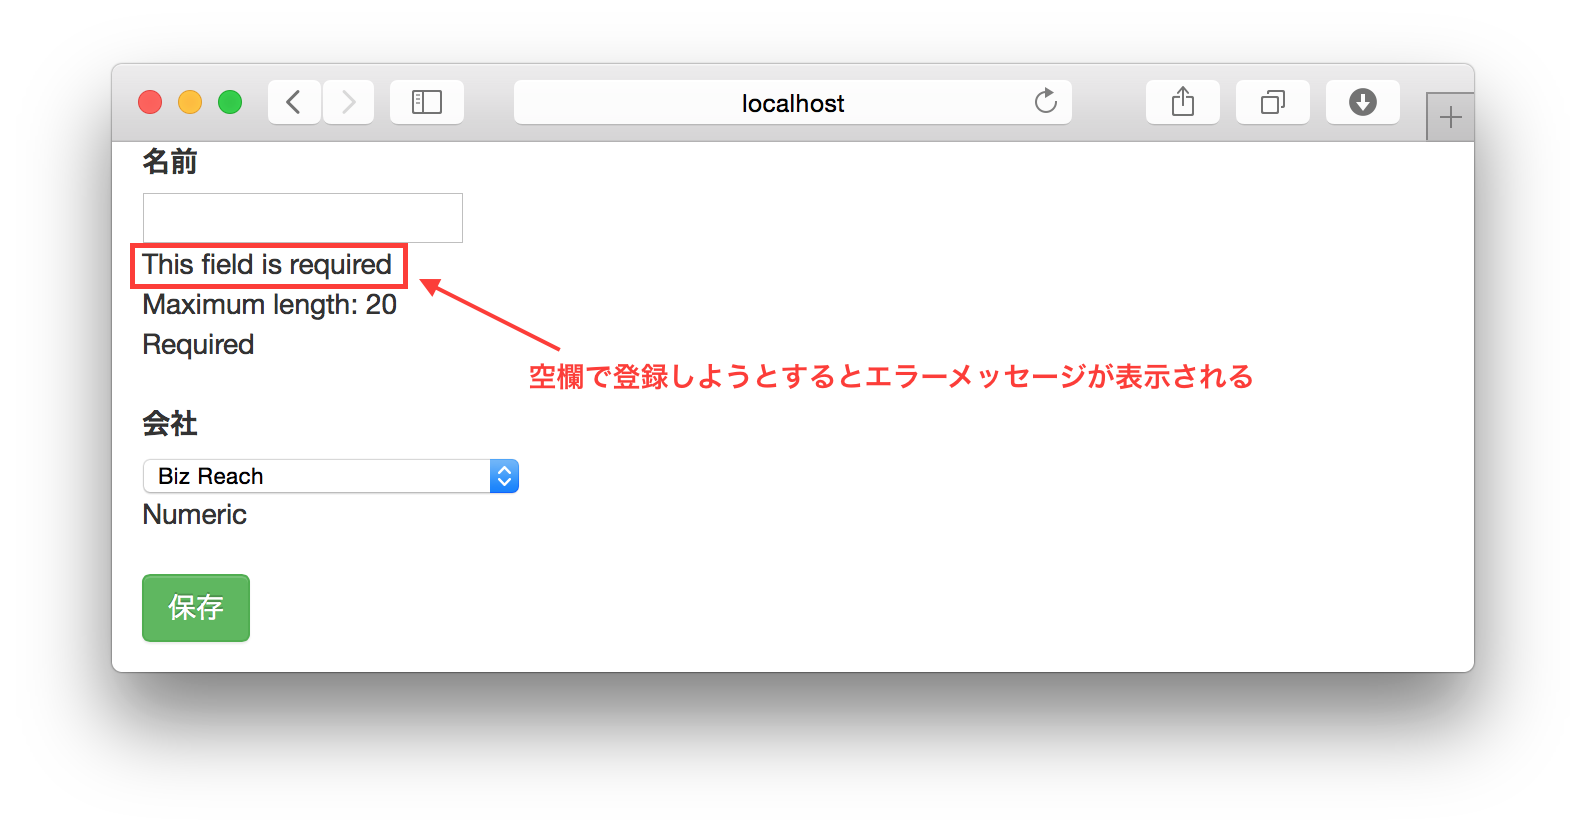 localhost
名前
This field is required
Maximum length: 20
Required
空欄で登録しようとするとエラーメッセージが表示される
会社
Biz Reach
Numeric
保存